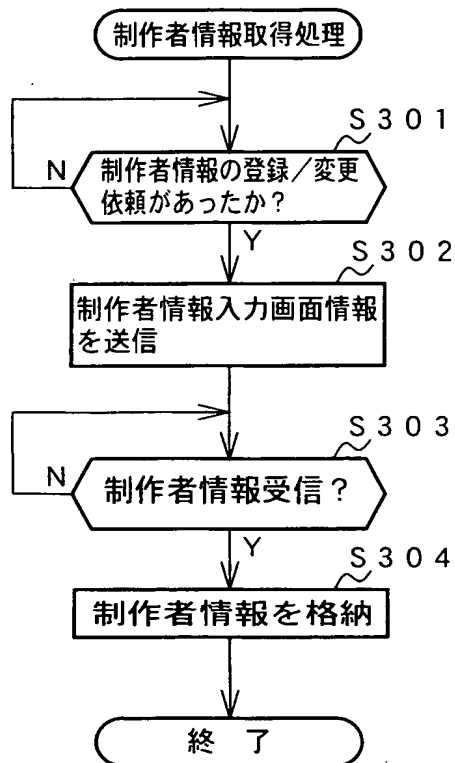 制作者情報取得処理
S301
制作者情報の登録／変更
依頼があったか？
N
Y
S302
制作者情報入力画面情報
を送信
S303
制作者情報受信？
N
Y
S304
制作者情報を格納
終 了